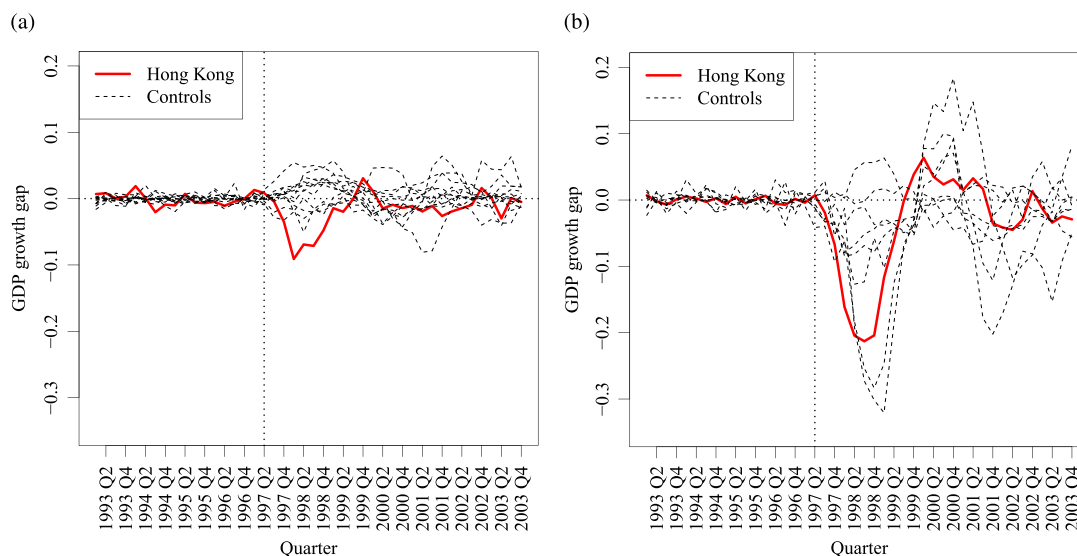 (a)
Hong Kong
Controls
GDP growth gap
0.2
0.1
0.0
−0.1
−0.2
−0.3
1993 Q2
1993 Q4
1994 Q2
1994 Q4
1995 Q2
1995 Q4
1996 Q2
1996 Q4
1997 Q2
1997 Q4
1998 Q2
1998 Q4
1999 Q2
1999 Q4
2000 Q2
2000 Q4
2001 Q2
2001 Q4
2002 Q2
2002 Q4
2003 Q2
2003 Q4
Quarter
(b)
Hong Kong
Controls
GDP growth gap
0.2
0.1
0.0
−0.1
−0.2
−0.3
1993 Q2
1993 Q4
1994 Q2
1994 Q4
1995 Q2
1995 Q4
1996 Q2
1996 Q4
1997 Q2
1997 Q4
1998 Q2
1998 Q4
1999 Q2
1999 Q4
2000 Q2
2000 Q4
2001 Q2
2001 Q4
2002 Q2
2002 Q4
2003 Q2
2003 Q4
Quarter